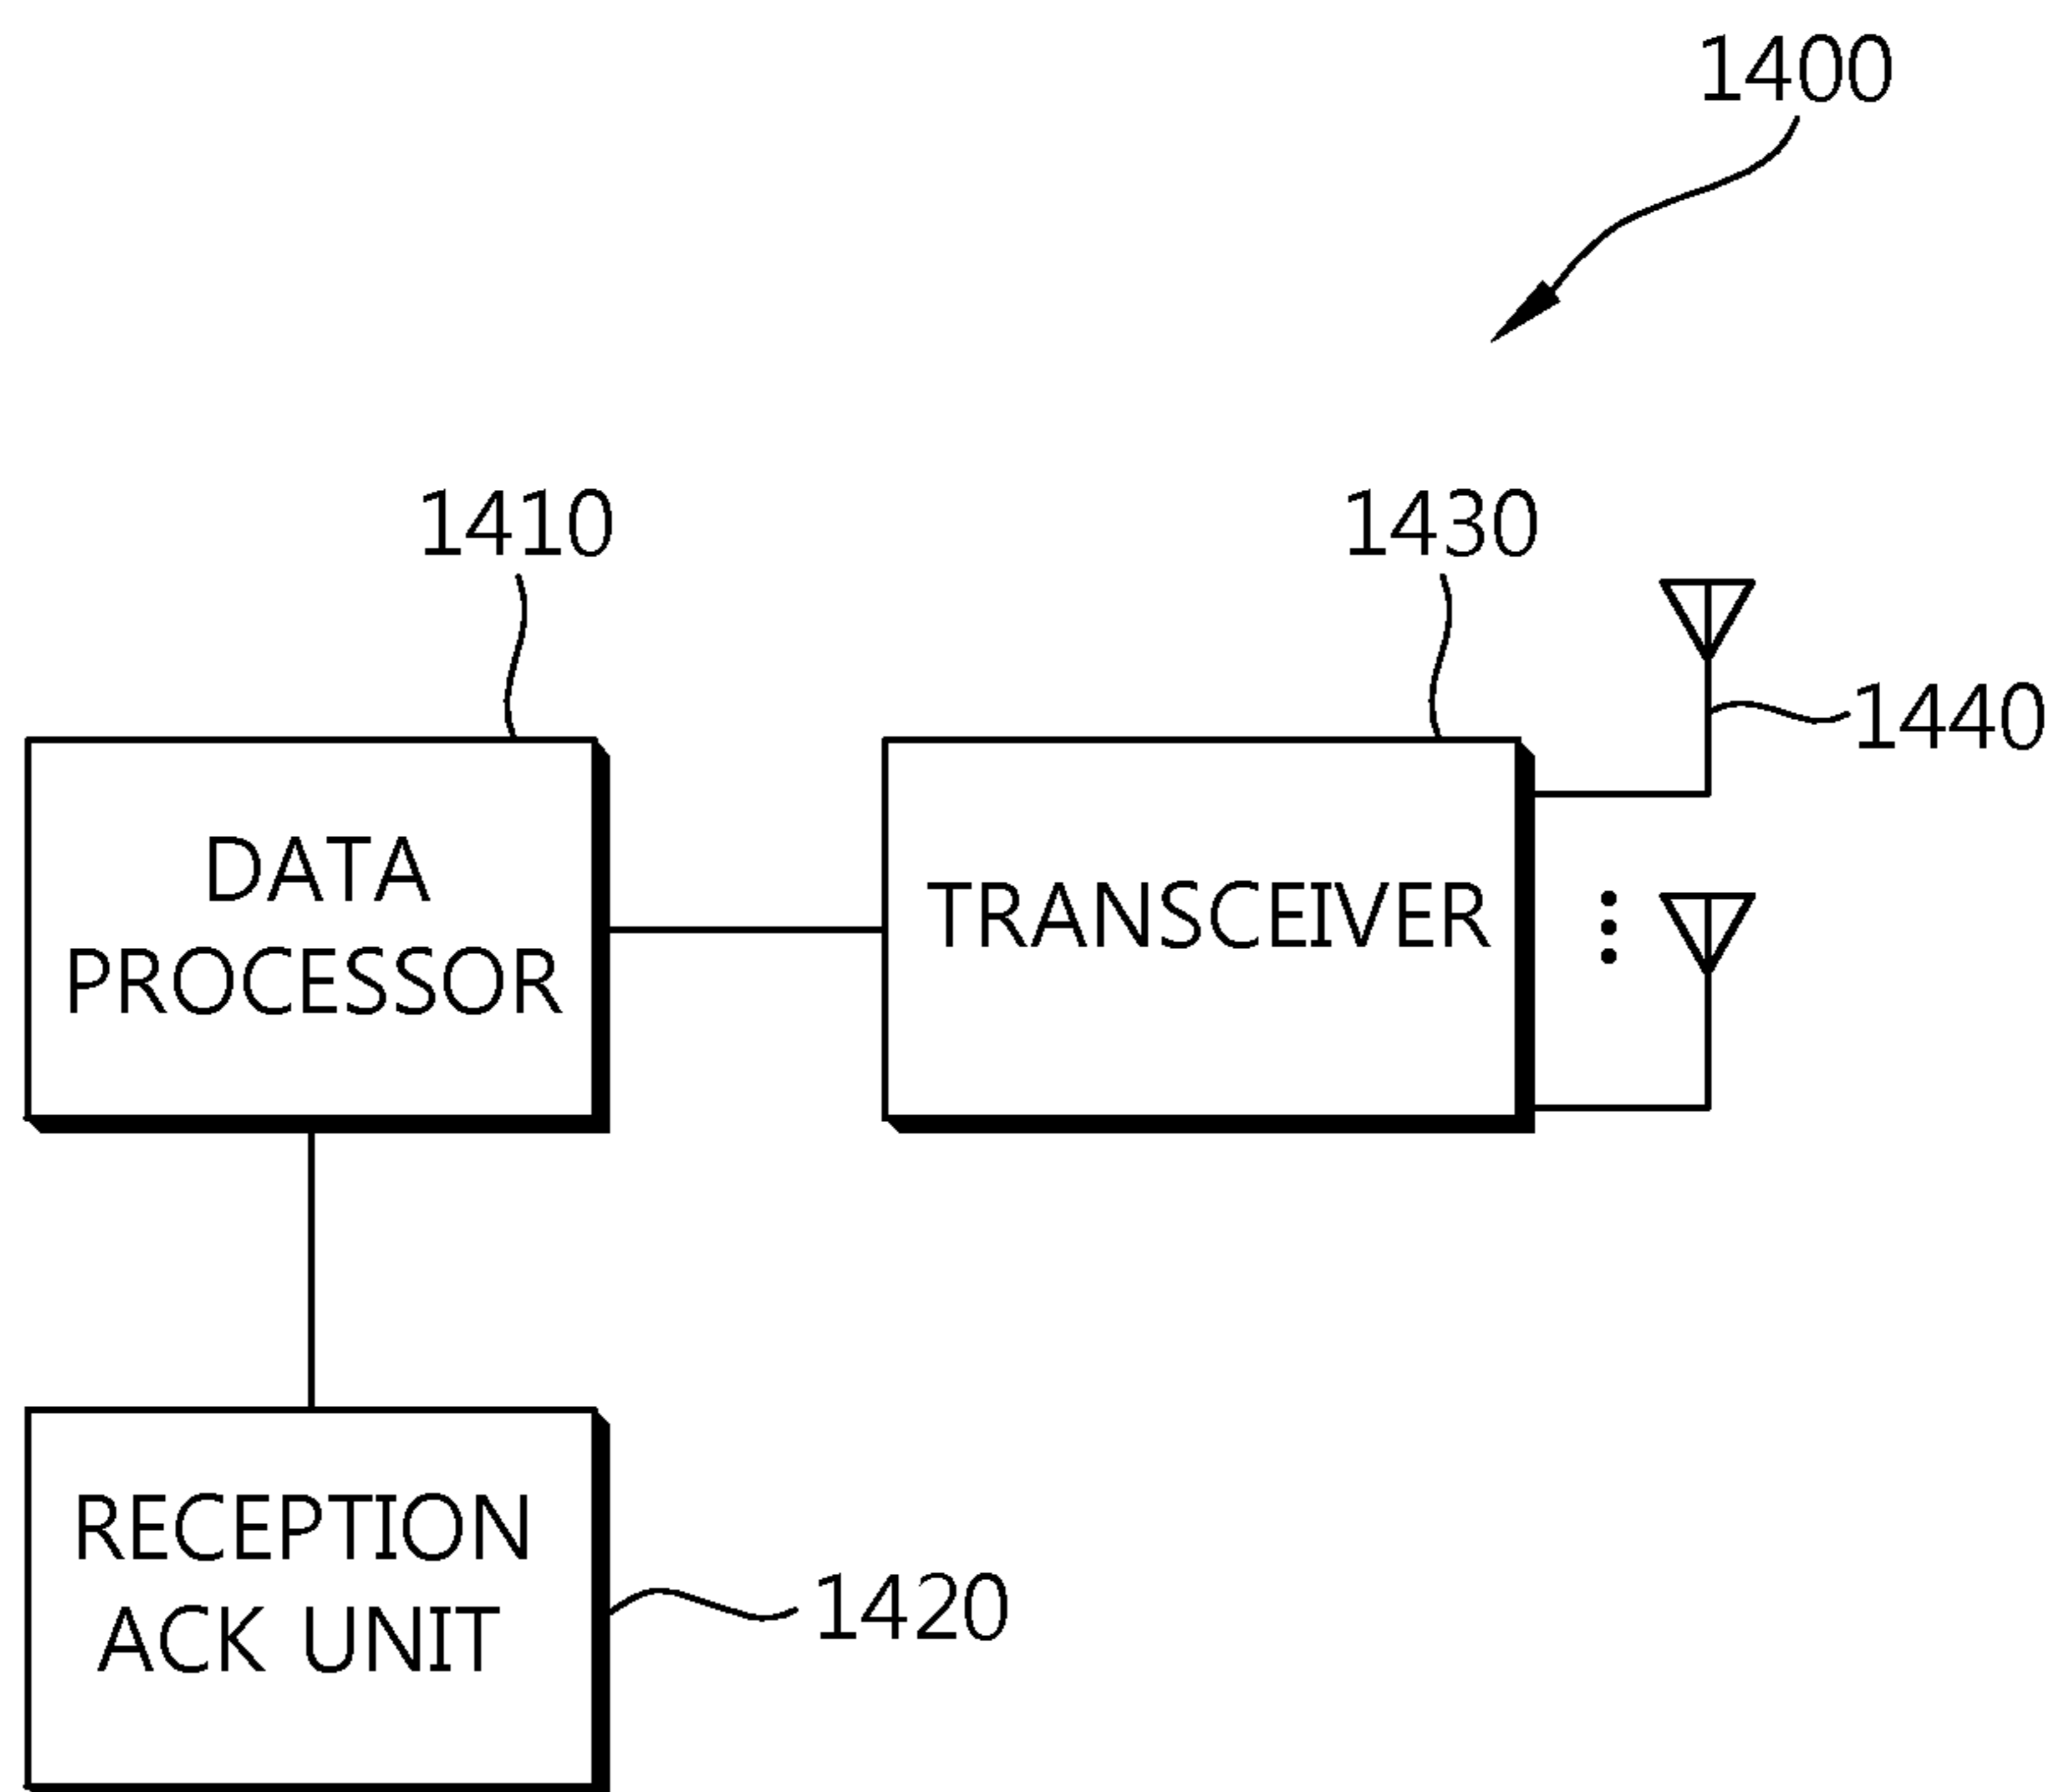 1400
1410
1430
1440
DATA
PROCESSOR
TRANSCEIVER
RECEPTION
ACK UNIT
1420